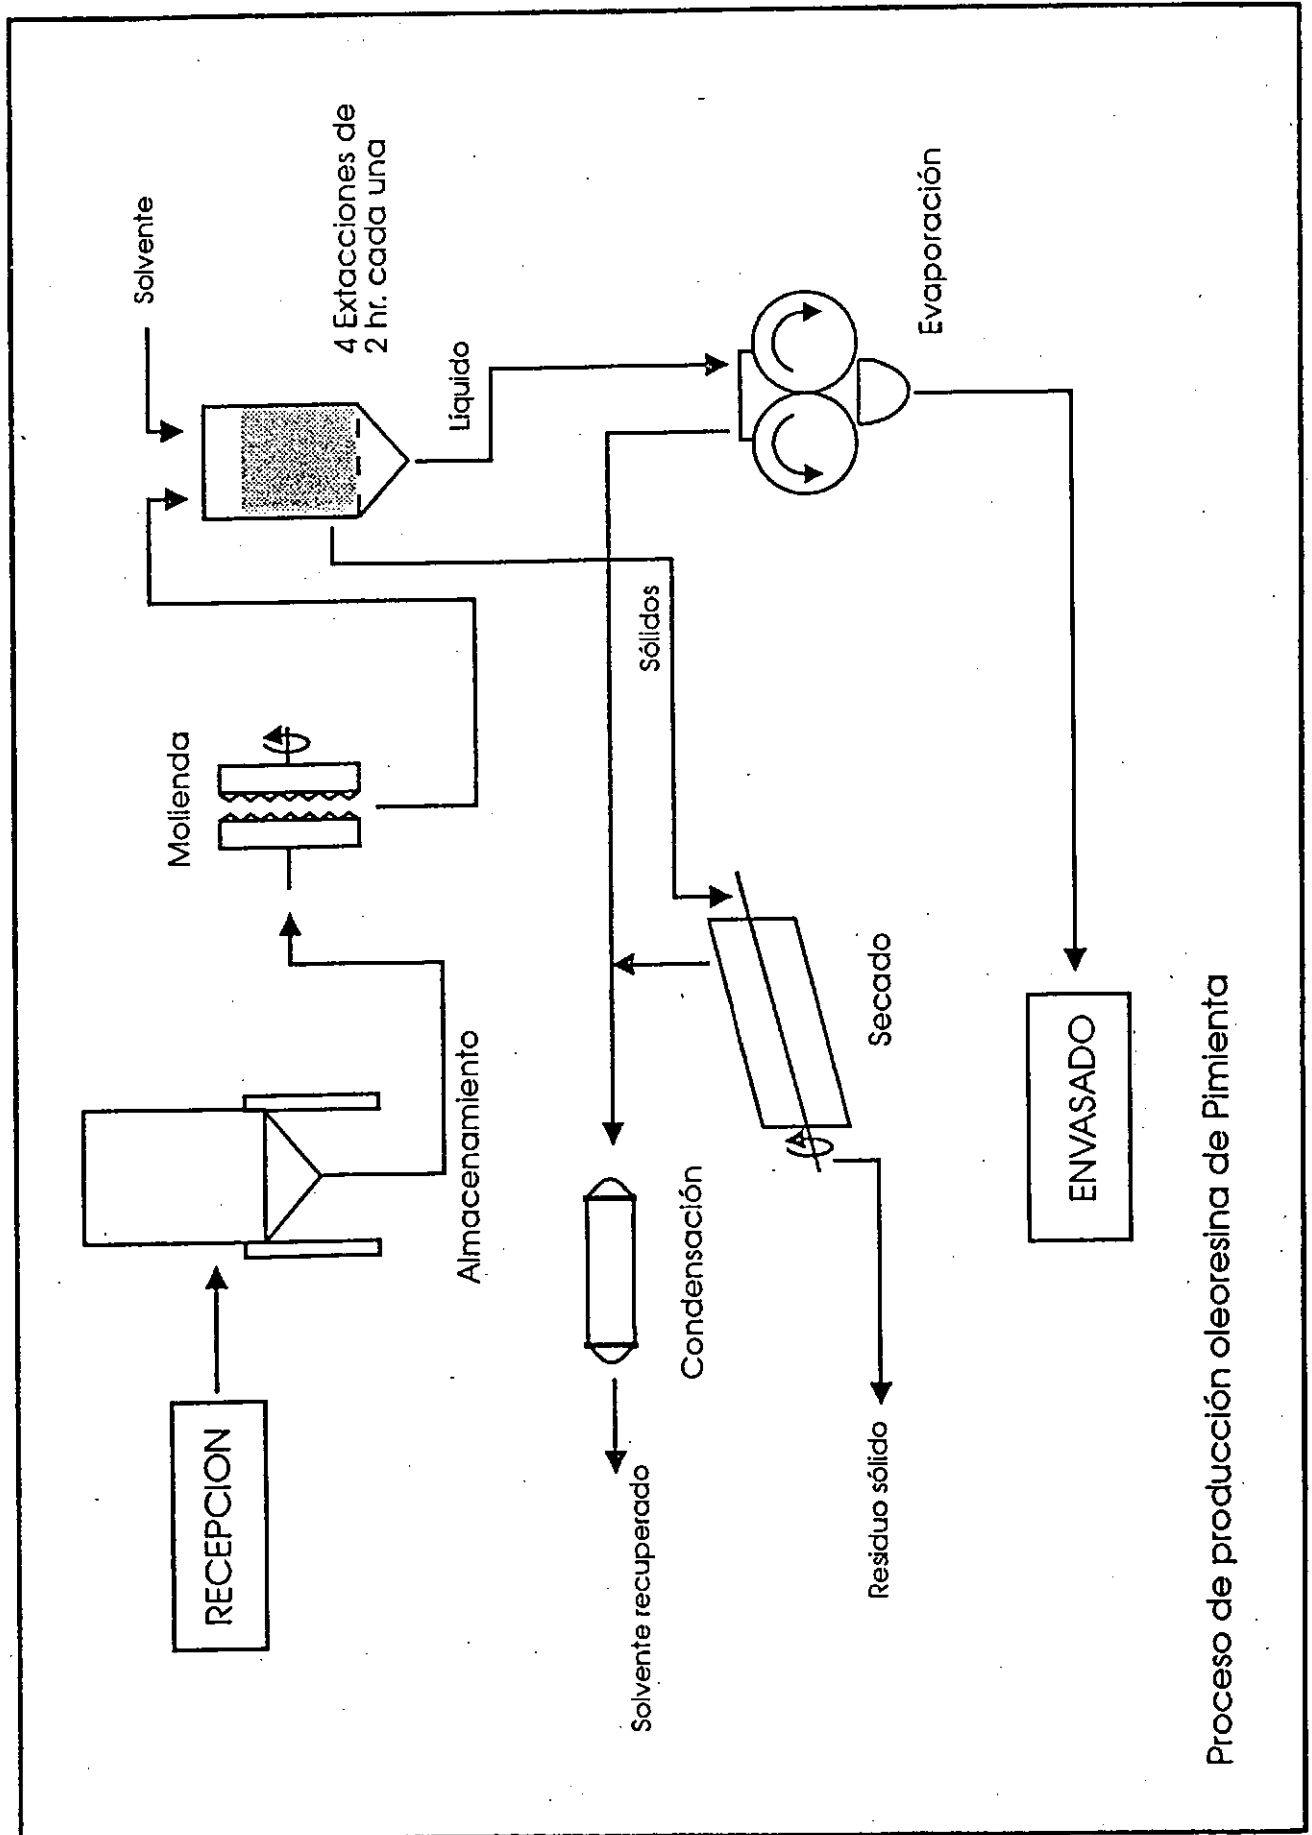 RECEPCION
Almacenamiento
Molienda
Solvente
4 Extacciones de
2 hr. cada una
Líquido
Sólidos
Evaporación
Condensación
Solvente recuperado
Secado
Residuo sólido
ENVASADO
Proceso de producción oleoresina de Pimienta